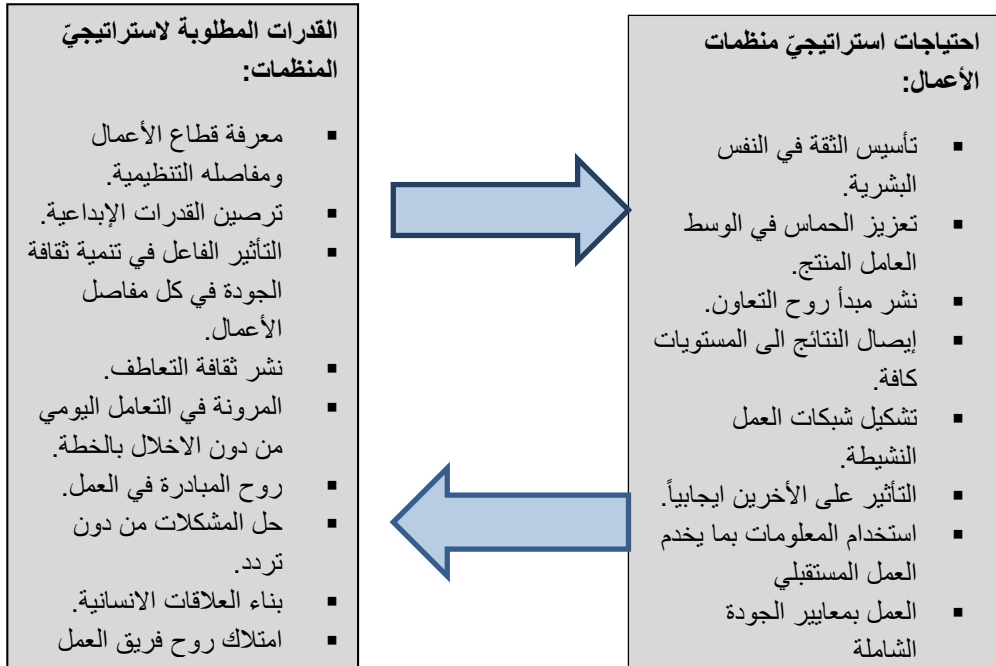 احتياجات استراتيجيّ منظمات
الأعمال:
▪ تأسيس الثقة في النفس
البشرية.
▪ تعزيز الحماس في الوسط
العامل المنتج.
▪ نشر مبدأ روح التعاون.
▪ إيصال النتائج الى المستويات
كافة.
▪ تشكيل شبكات العمل
النشيطة.
▪ التأثير على الأخرين ايجابياً.
▪ استخدام المعلومات بما يخدم
العمل المستقبلي
▪ العمل بمعايير الجودة
الشاملة
القدرات المطلوبة لاستراتيجيّ
المنظمات:
▪ معرفة قطاع الأعمال
ومفاصله التنظيمية.
▪ ترصين القدرات الإبداعية.
▪ التأثير الفاعل في تنمية ثقافة
الجودة في كل مفاصل
الأعمال.
▪ نشر ثقافة التعاطف.
▪ المرونة في التعامل اليومي
من دون الاخلال بالخطة.
▪ روح المبادرة في العمل.
▪ حل المشكلات من دون
تردد.
▪ بناء العلاقات الانسانية.
▪ امتلاك روح فريق العمل